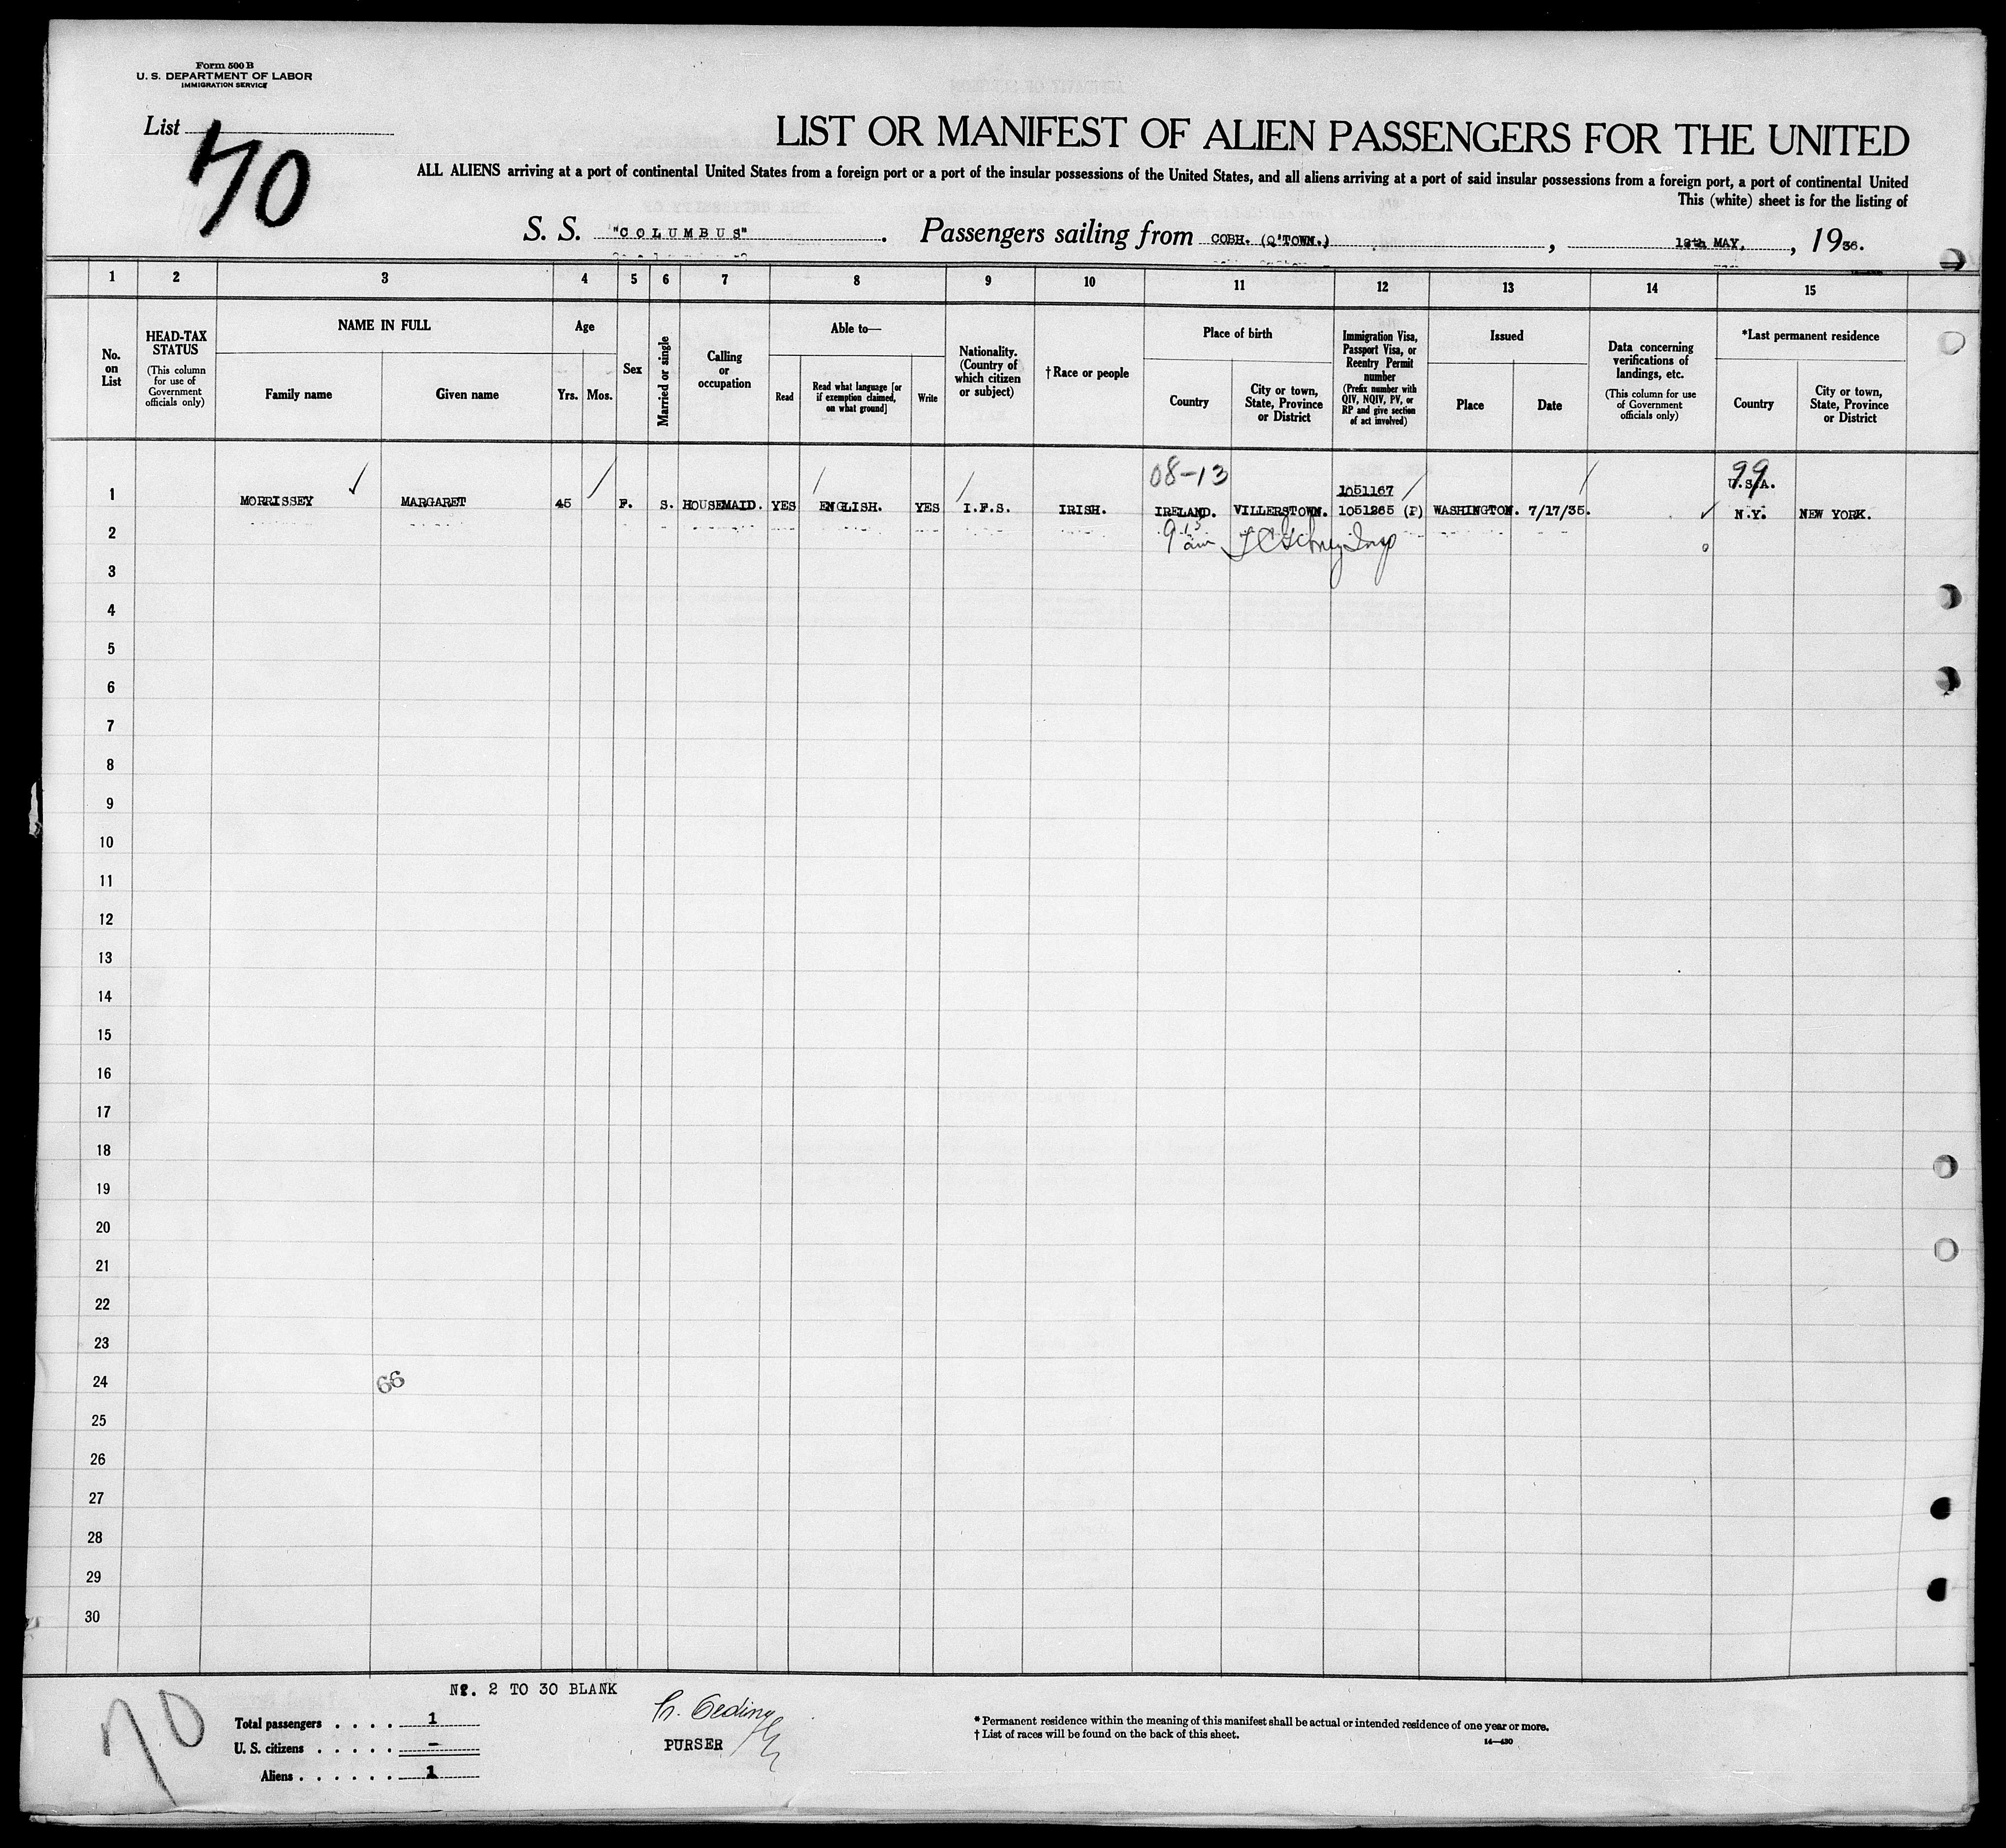 Form 500 B
U. S. DEPARTMENT OF LABOR
IMMIGRATION SERVICE
List
70
LIST OR MANIFEST OF ALIEN PASSENGERS FOR THE UNITED
ALL ALIENS arriving at a port of continental United States from a foreign port or a port of the insular possessions of the United States, and all aliens arriving at a port of said insular possessions from a foreign port, a port of continental United
This (white) sheet is for the listing of
S. S. "COLUMBUS". Passengers sailing from COBH. (Q'TOWN.), MAY, 1936.
1 2 3 4 5 6 7 8 9 10 11 12 13 14 15
No. on List
HEAD-TAX STATUS
(This column for use of Government officials only)
NAME IN FULL
Family name
Given name
Age
Yrs. Mos.
Sex
Married or single
Calling or occupation
Able to—
Read
Read what language [or if exemption claimed, on what ground]
Write
Nationality. (Country of which citizen or subject)
†Race or people
Place of birth
Country
City or town, State, Province or District
Immigration Visa, Passport Visa, or Reentry Permit number
(Prefix number with QIV, NQIV, PV, or RP and give section of act involved)
Issued
Place
Date
Data concerning verifications of landings, etc.
(This column for use of Government officials only)
*Last permanent residence
Country
City or town, State, Province or District
08-13
99
1051167
U.S.A.
1 MORRISSEY MARGARET 45 F. S. HOUSEMAID. YES ENGLISH. YES I.F.S. IRISH. IRELAND. VILLERSTOWN. 1051265 (P) WASHINGTON. 7/17/35. N.Y. NEW YORK.
9.15 am
2
3
4
5
6
7
8
9
10
11
12
13
14
15
16
17
18
19
20
21
22
23
24
66
25
26
27
28
29
30
70
2 TO 30 BLANK
Total passengers . . . . 1
U. S. citizens . . . . . –
Aliens . . . . . . 1
PURSER
* Permanent residence within the meaning of this manifest shall be actual or intended residence of one year or more.
† List of races will be found on the back of this sheet.